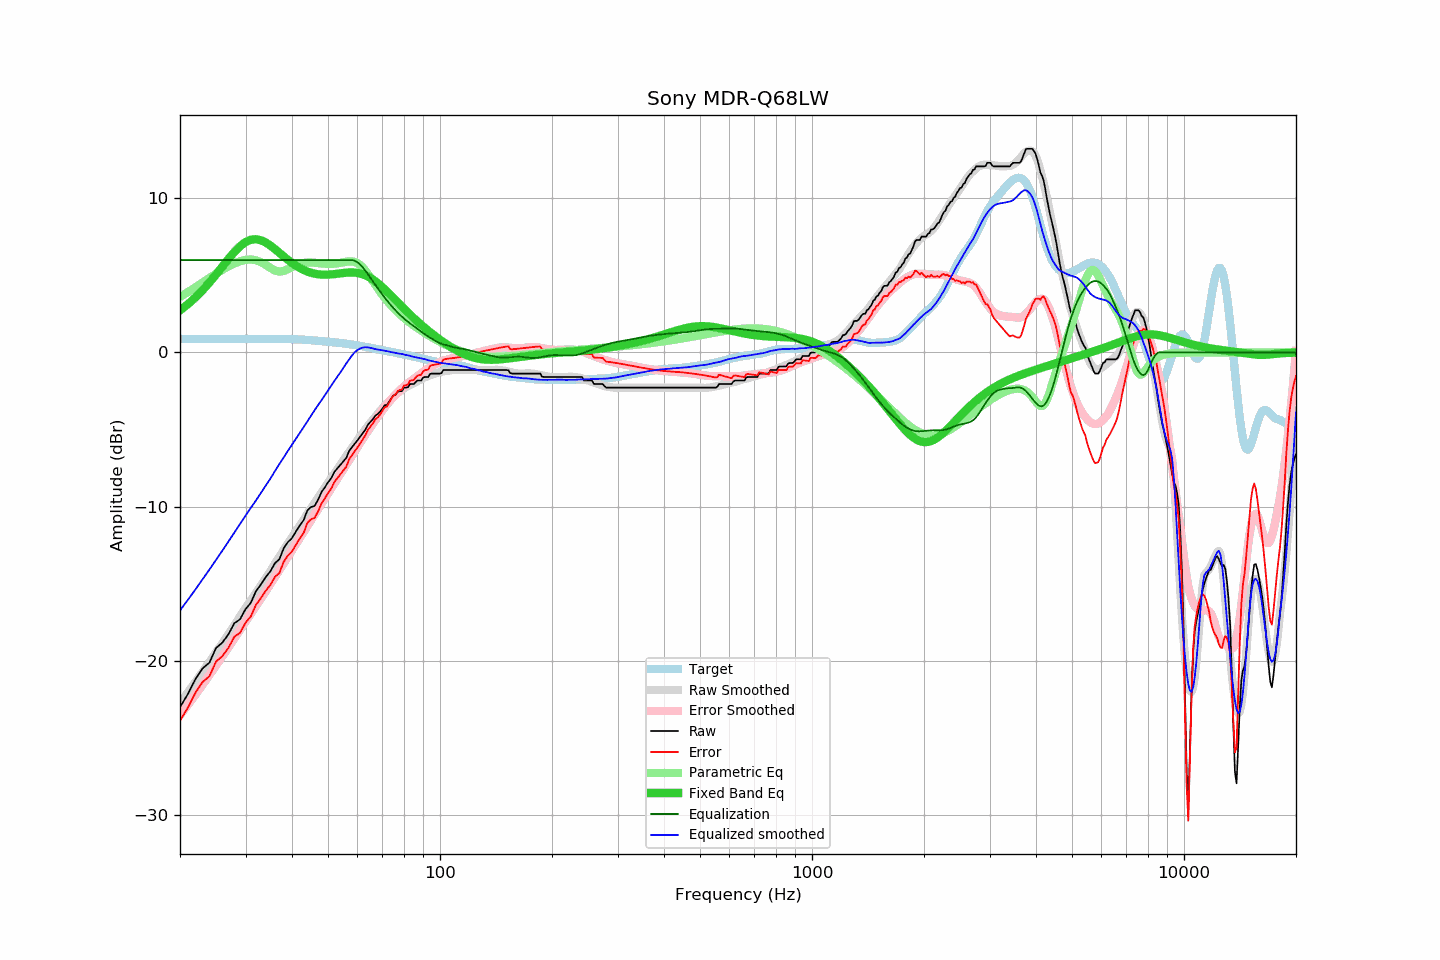 Sony MDR-Q68LW
Amplitude (dBr)
10
0
−10
−20
−30
Target
Raw Smoothed
Error Smoothed
Raw
Error
Parametric Eq
Fixed Band Eq
Equalization
Equalized smoothed
100 1000 10000
Frequency (Hz)